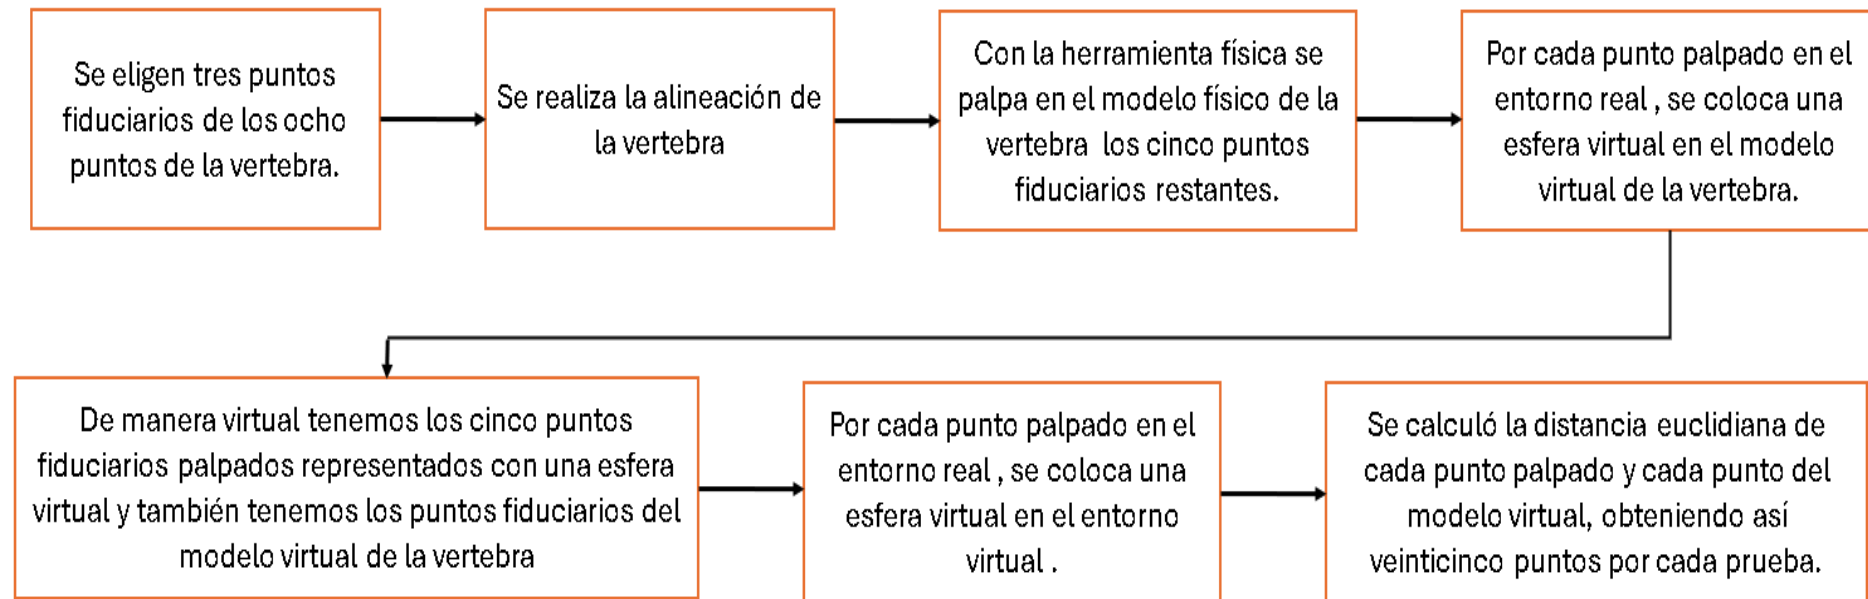 Se eligen tres puntos
fiduciarios de los ocho
puntos de la vertebra.
Se realiza la alineación de
la vertebra
Con la herramienta física se
palpa en el modelo físico de la
vertebra los cinco puntos
fiduciarios restantes.
Por cada punto palpado en el
entorno real , se coloca una
esfera virtual en el modelo
virtual de la vertebra.
De manera virtual tenemos los cinco puntos
fiduciarios palpados representados con una esfera
virtual y también tenemos los puntos fiduciarios del
modelo virtual de la vertebra
Por cada punto palpado en el
entorno real , se coloca una
esfera virtual en el entorno
virtual .
Se calculó la distancia euclidiana de
cada punto palpado y cada punto del
modelo virtual, obteniendo así
veinticinco puntos por cada prueba.